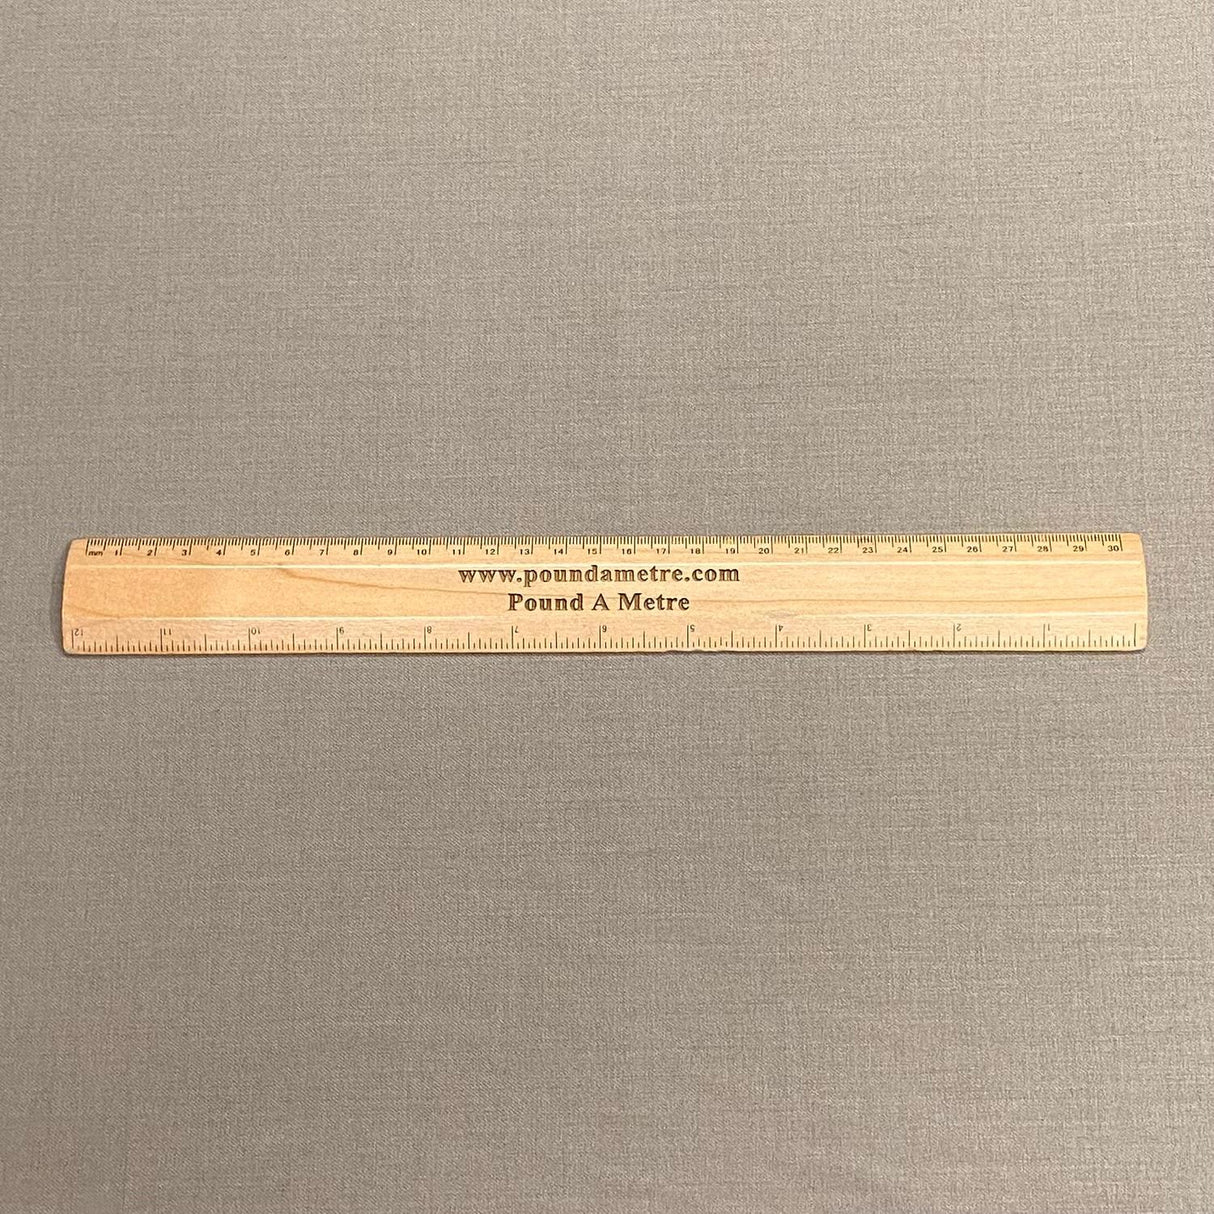 mm 1 2 3 4 5 6 7 8 9 10 11 12 13 14 15 16 17 18 19 20 21 22 23 24 25 26 27 28 29 30
www.poundametre.com
Pound A Metre
12 11 10 9 8 7 6 5 4 3 2 1